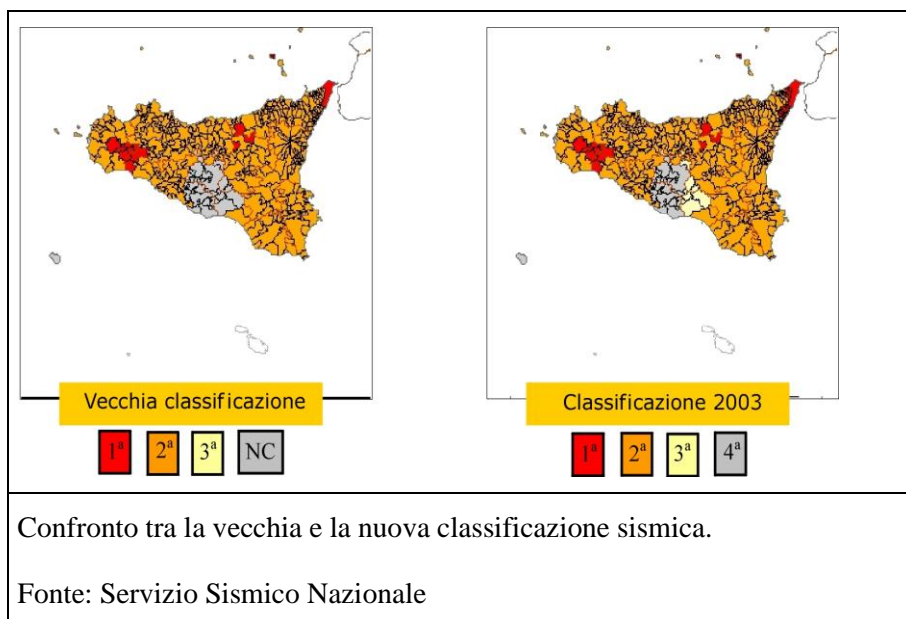 Vecchia classificazione
1ª 2ª 3ª NC
Classificazione 2003
1ª 2ª 3ª 4ª
Confronto tra la vecchia e la nuova classificazione sismica.
Fonte: Servizio Sismico Nazionale